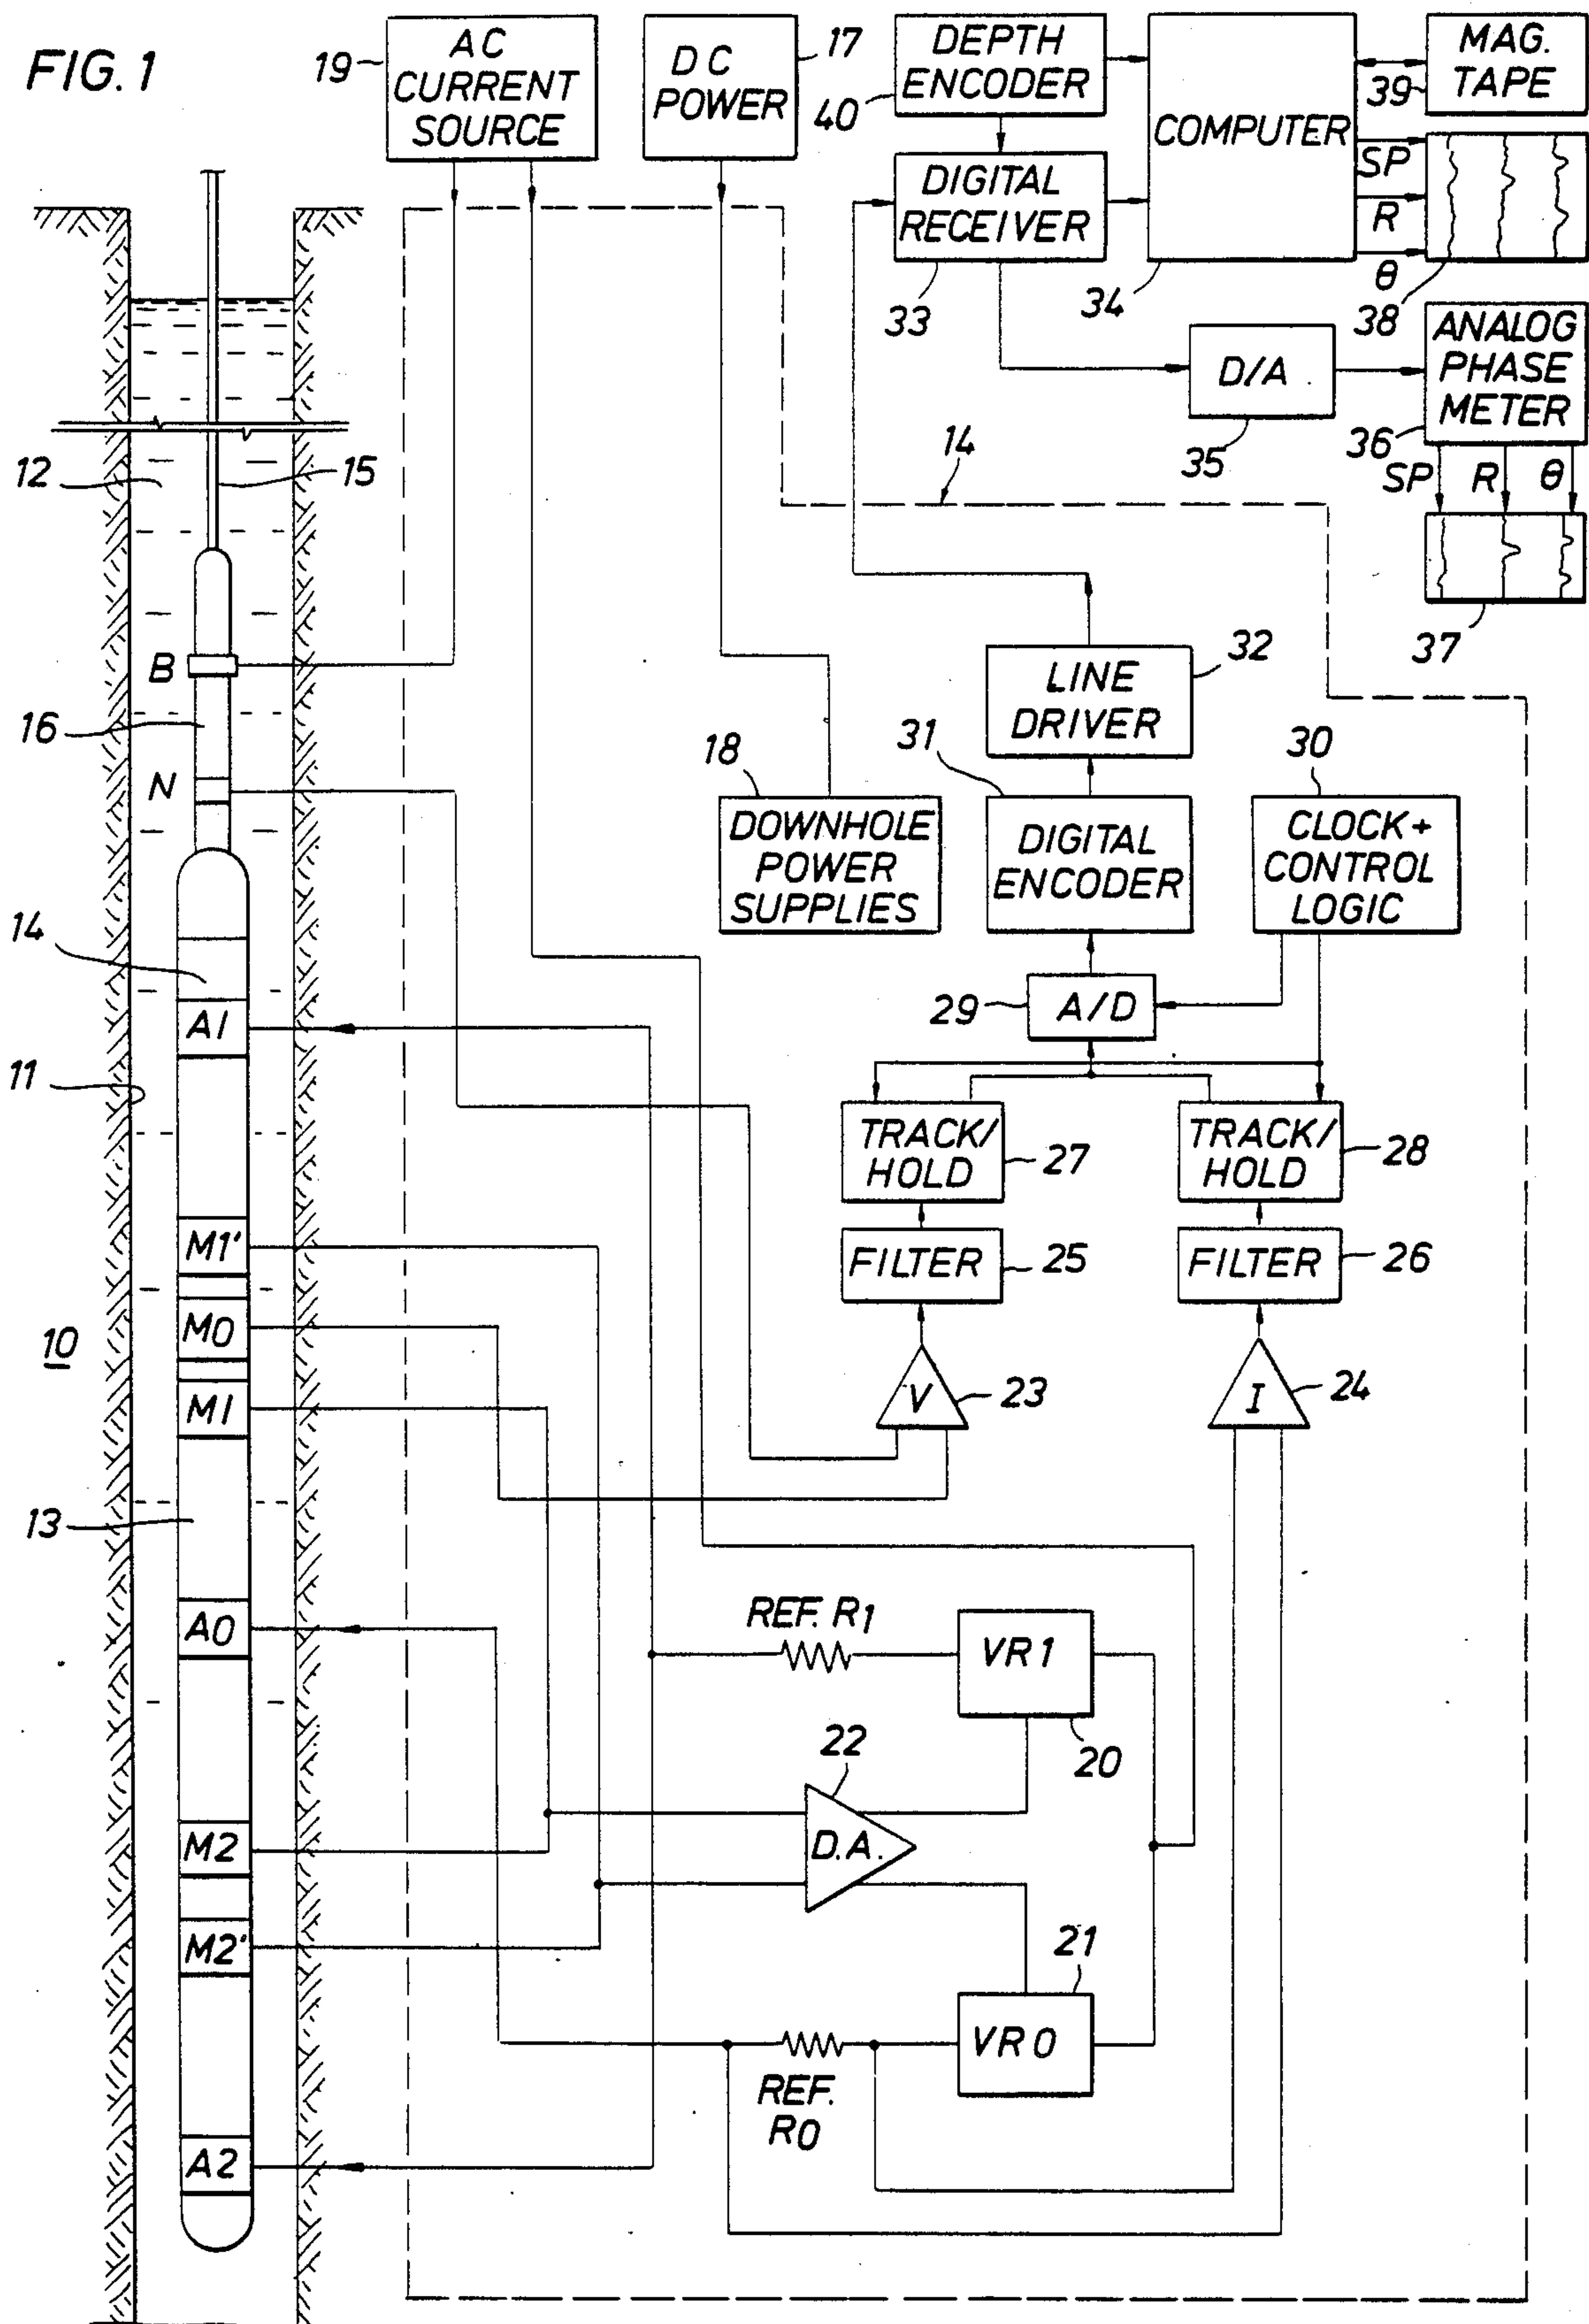 FIG. 1
19
AC
CURRENT
SOURCE
DC
POWER
17
DEPTH
ENCODER
40
COMPUTER
34
MAG.
TAPE
39
SP
R
θ
38
DIGITAL
RECEIVER
33
D/A
35
ANALOG
PHASE
METER
36
SP R θ
37
14
12
15
B
16
N
14
A1
11
M1'
M0
10
M1
13
A0
M2
M2'
A2
LINE
DRIVER
32
18
DOWNHOLE
POWER
SUPPLIES
31
DIGITAL
ENCODER
30
CLOCK+
CONTROL
LOGIC
29
A/D
TRACK/
HOLD
27
TRACK/
HOLD
28
FILTER
25
FILTER
26
V
23
I
24
REF. R1
VR1
20
22
D.A.
21
VR0
REF.
R0